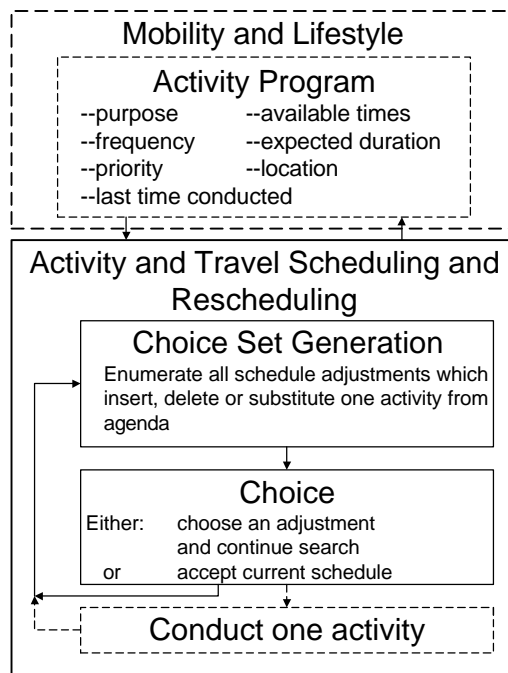 Mobility and Lifestyle
Activity Program
--purpose --available times
--frequency --expected duration
--priority --location
--last time conducted
Activity and Travel Scheduling and
Rescheduling
Choice Set Generation
Enumerate all schedule adjustments which
insert, delete or substitute one activity from
agenda
Choice
Either: choose an adjustment
and continue search
or accept current schedule
Conduct one activity